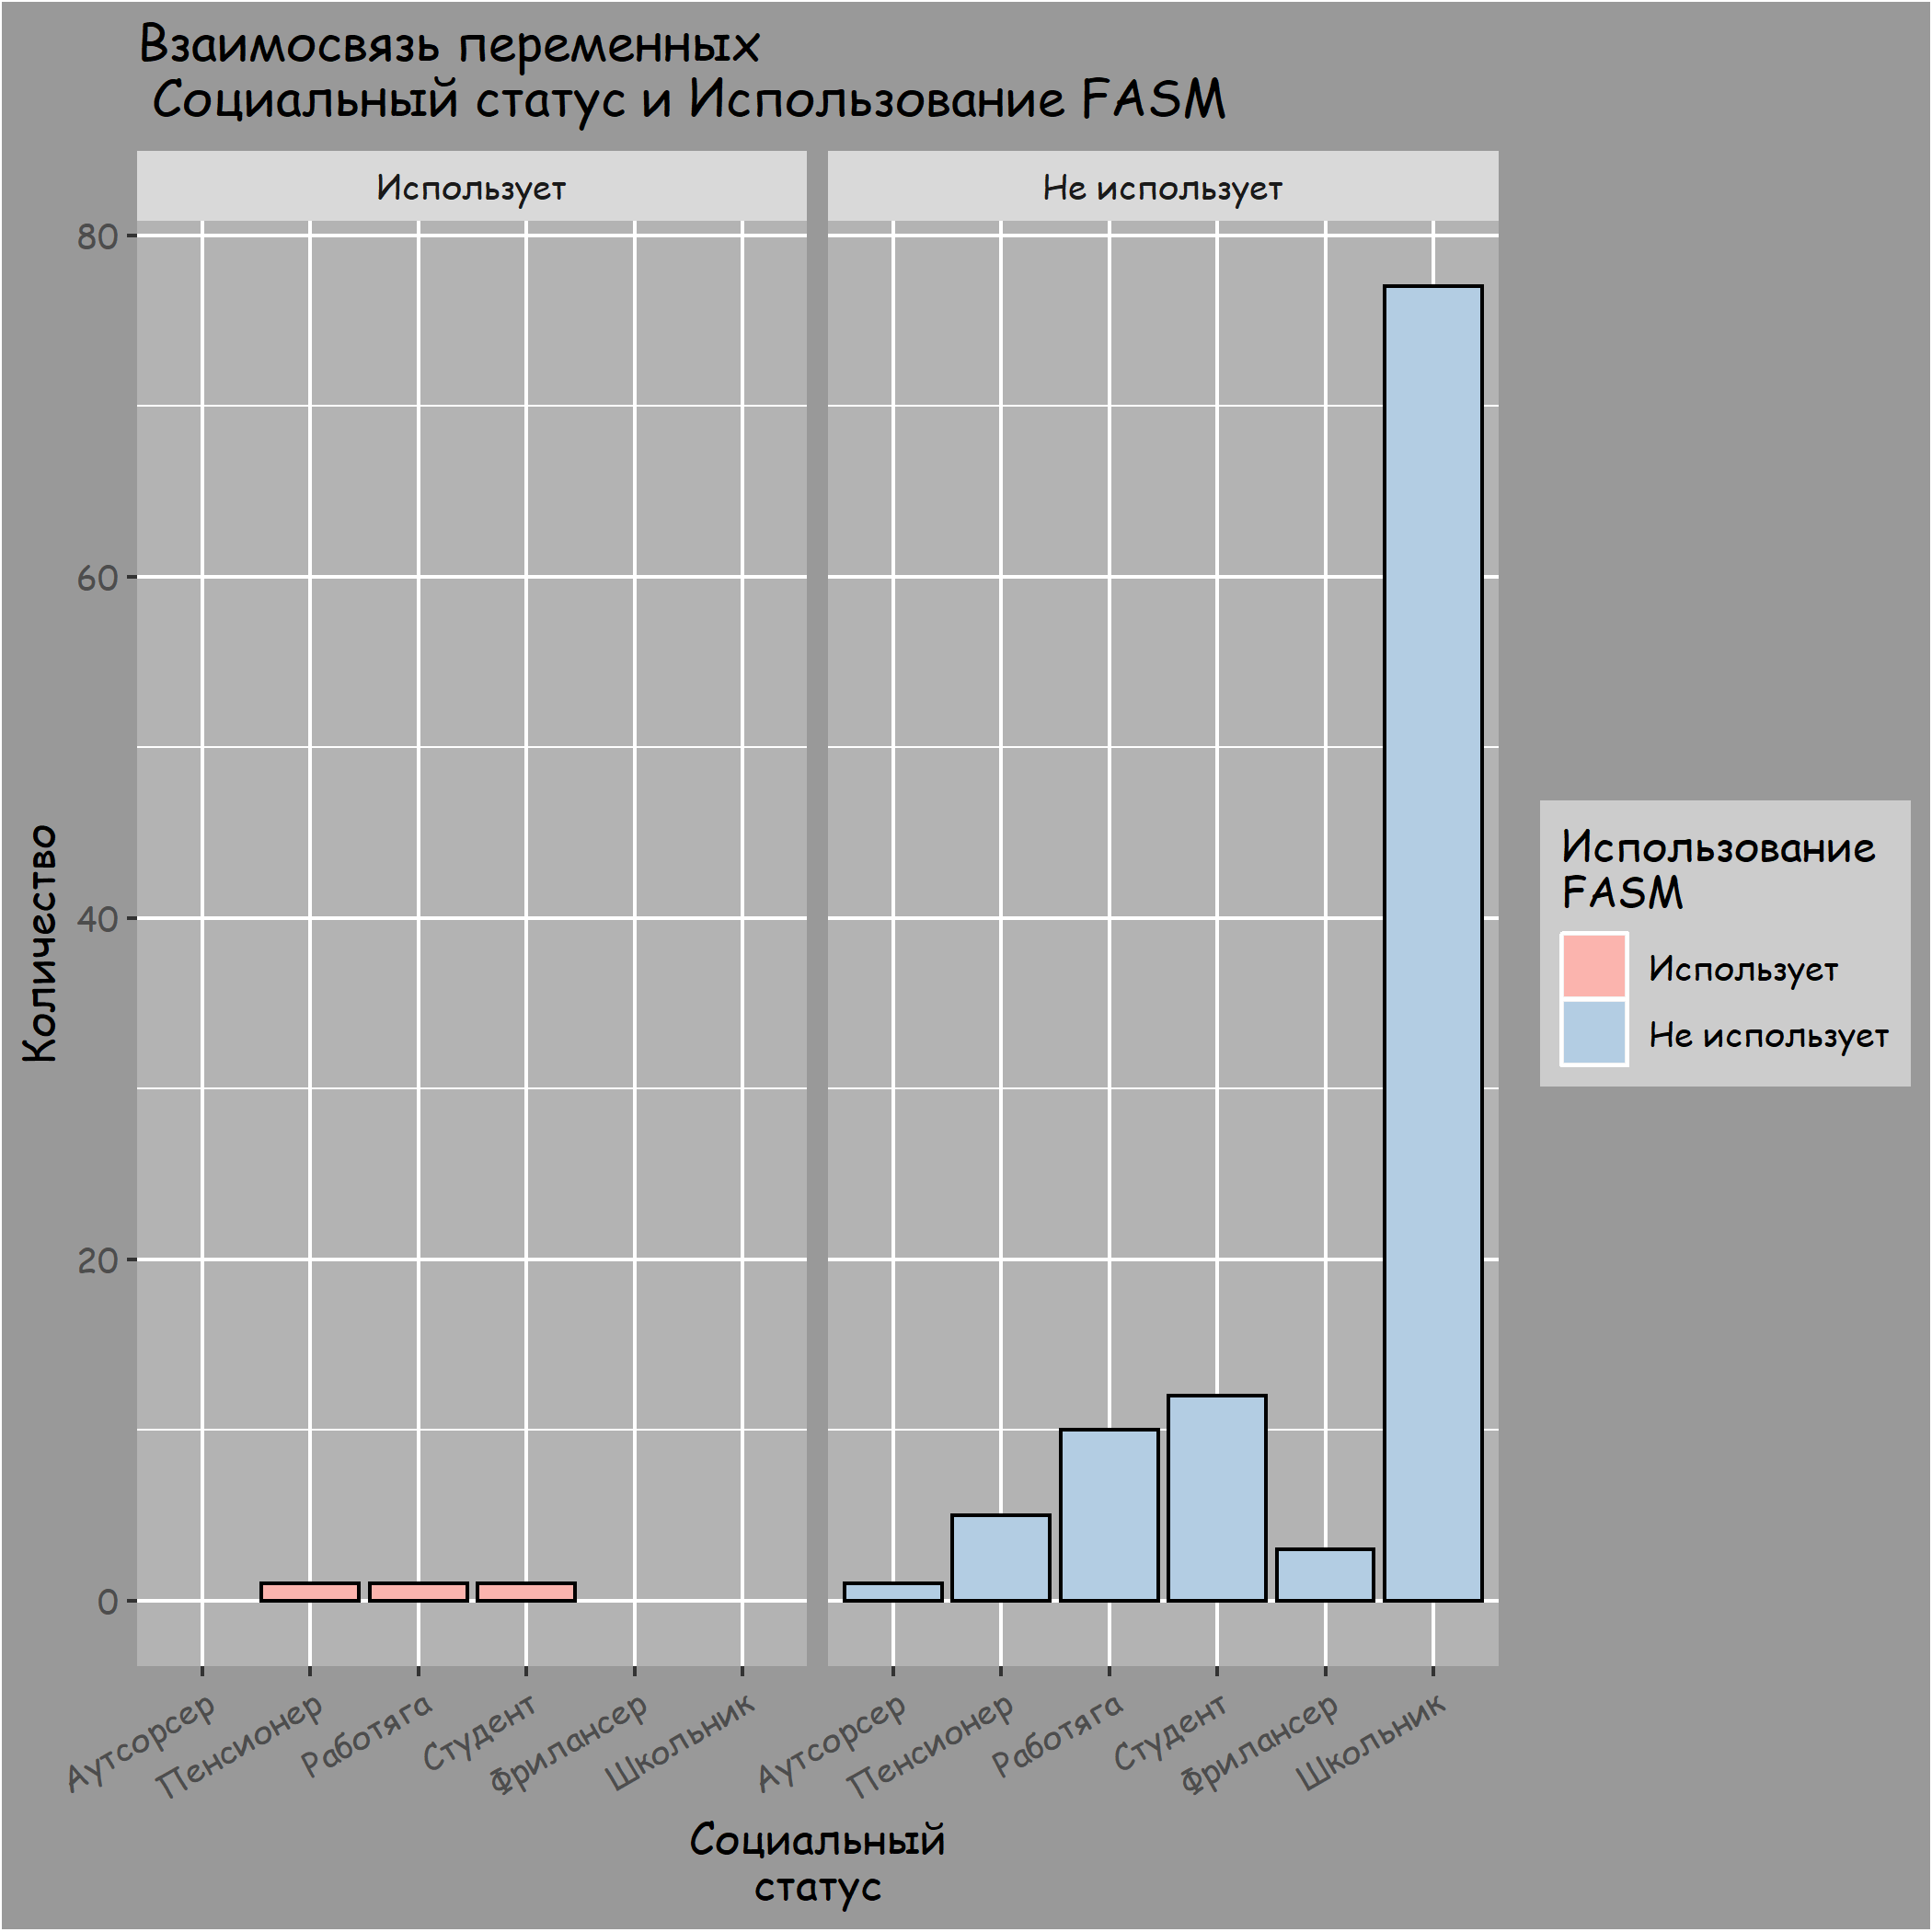 Взаимосвязь переменных
Социальный статус и Использование FASM
Использует
Не использует
80
60
40
20
0
Количество
Аутсорсер
Пенсионер
Работяга
Студент
Фрилансер
Школьник
Аутсорсер
Пенсионер
Работяга
Студент
Фрилансер
Школьник
Социальный
статус
Использование
FASM
Использует
Не использует